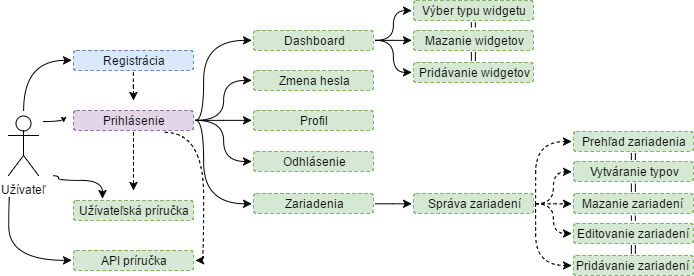 Výber typu widgetu
Dashboard
Mazanie widgetov
Registrácia
Pridávanie widgetov
Zmena hesla
Prihlásenie
Profil
Prehľad zariadenia
Odhlásenie
Vytváranie typov
Užívateľ
Užívateľská príručka
Zariadenia
Správa zariadení
Mazanie zariadení
Editovanie zariadení
API príručka
Pridávanie zariadení